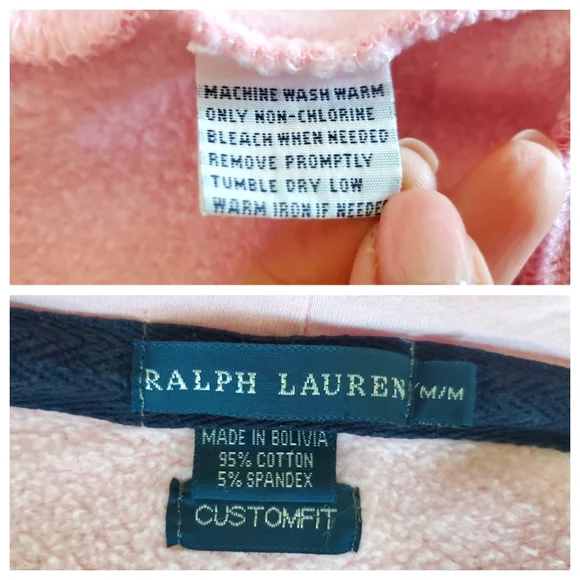 MACHINE WASH WARM
ONLY NON-CHLORINE
BLEACH WHEN NEEDED
REMOVE PROMPTLY
TUMBLE DRY LOW
WARM IRON IF NEEDED
RALPH LAUREN M/M
MADE IN BOLIVIA
95% COTTON
5% SPANDEX
CUSTOMFIT